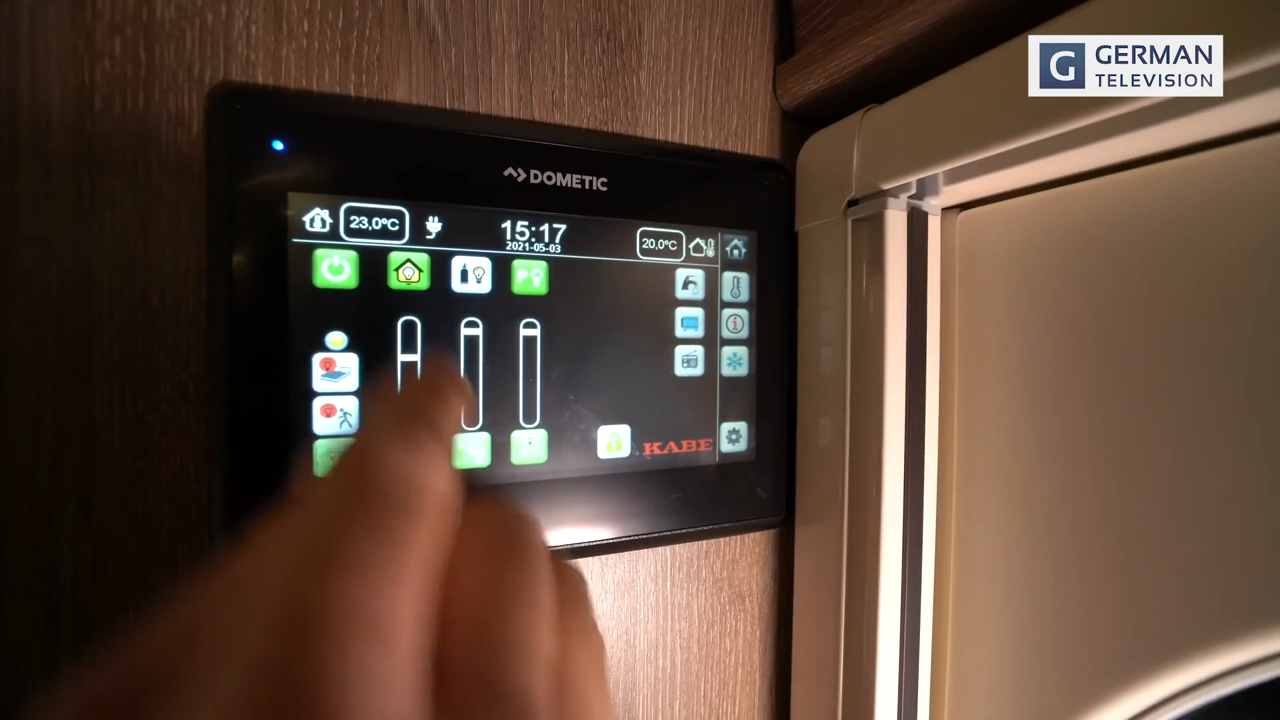 GERMAN
TELEVISION
DOMETIC
23,0°C
15:17
2021-05-03
20,0°C
P
KABE